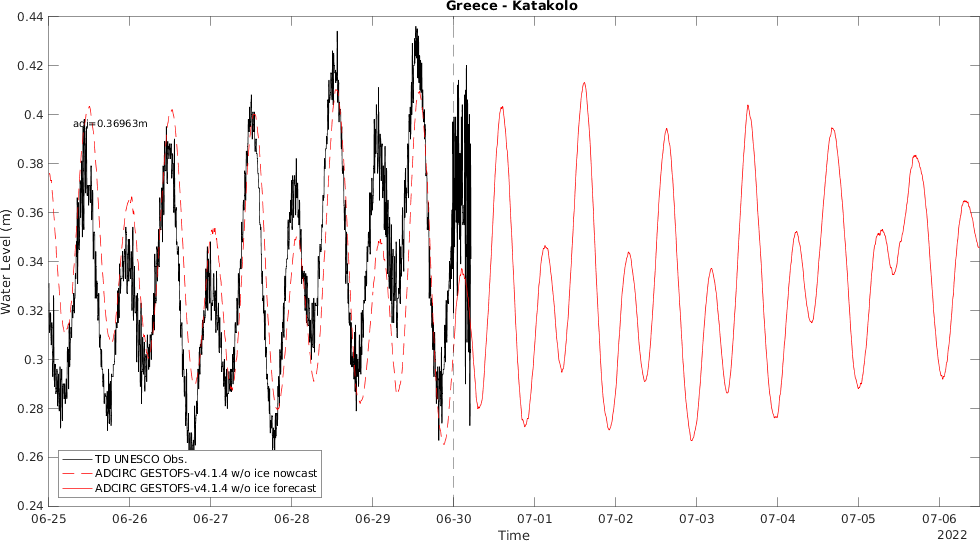 Greece - Katakolo
0.44
0.42
0.4
0.38
0.36
0.34
0.32
0.3
0.28
0.26
0.24
Water Level (m)
adj=0.36963m
TD UNESCO Obs.
ADCIRC GESTOFS-v4.1.4 w/o ice nowcast
ADCIRC GESTOFS-v4.1.4 w/o ice forecast
06-25 06-26 06-27 06-28 06-29 06-30 07-01 07-02 07-03 07-04 07-05 07-06
Time
2022